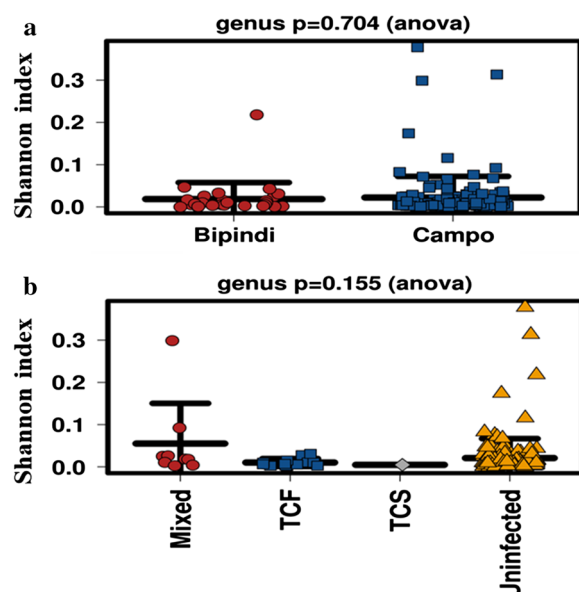 a
genus p=0.704 (anova)
Shannon index
0.3
0.2
0.1
0.0
Bipindi Campo
b
genus p=0.155 (anova)
Shannon index
0.3
0.2
0.1
0.0
Mixed TCF TCS Uninfected